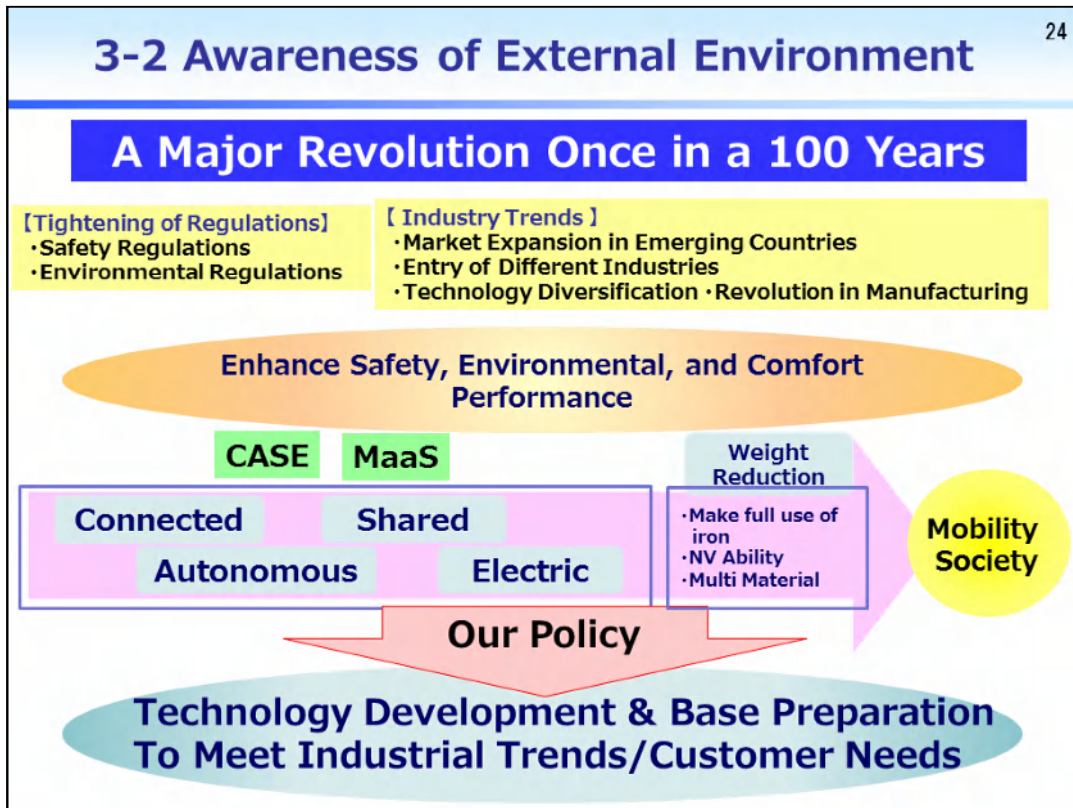 24
3-2 Awareness of External Environment
A Major Revolution Once in a 100 Years
【Tightening of Regulations】
・Safety Regulations
・Environmental Regulations
【 Industry Trends 】
・Market Expansion in Emerging Countries
・Entry of Different Industries
・Technology Diversification ・Revolution in Manufacturing
Enhance Safety, Environmental, and Comfort
Performance
CASE
MaaS
Connected
Shared
Autonomous
Electric
Weight
Reduction
・Make full use of
iron
・NV Ability
・Multi Material
Mobility
Society
Our Policy
Technology Development & Base Preparation
To Meet Industrial Trends/Customer Needs